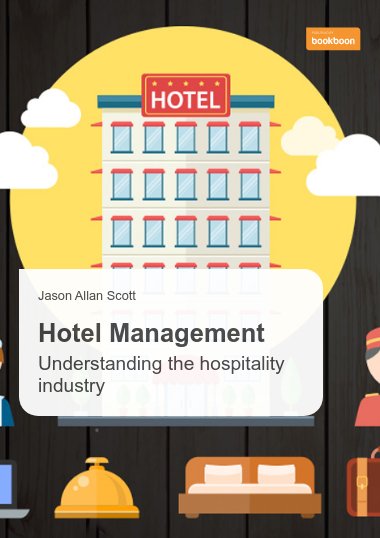 bookboon
HOTEL
Jason Allan Scott
Hotel Management
Understanding the hospitality
industry